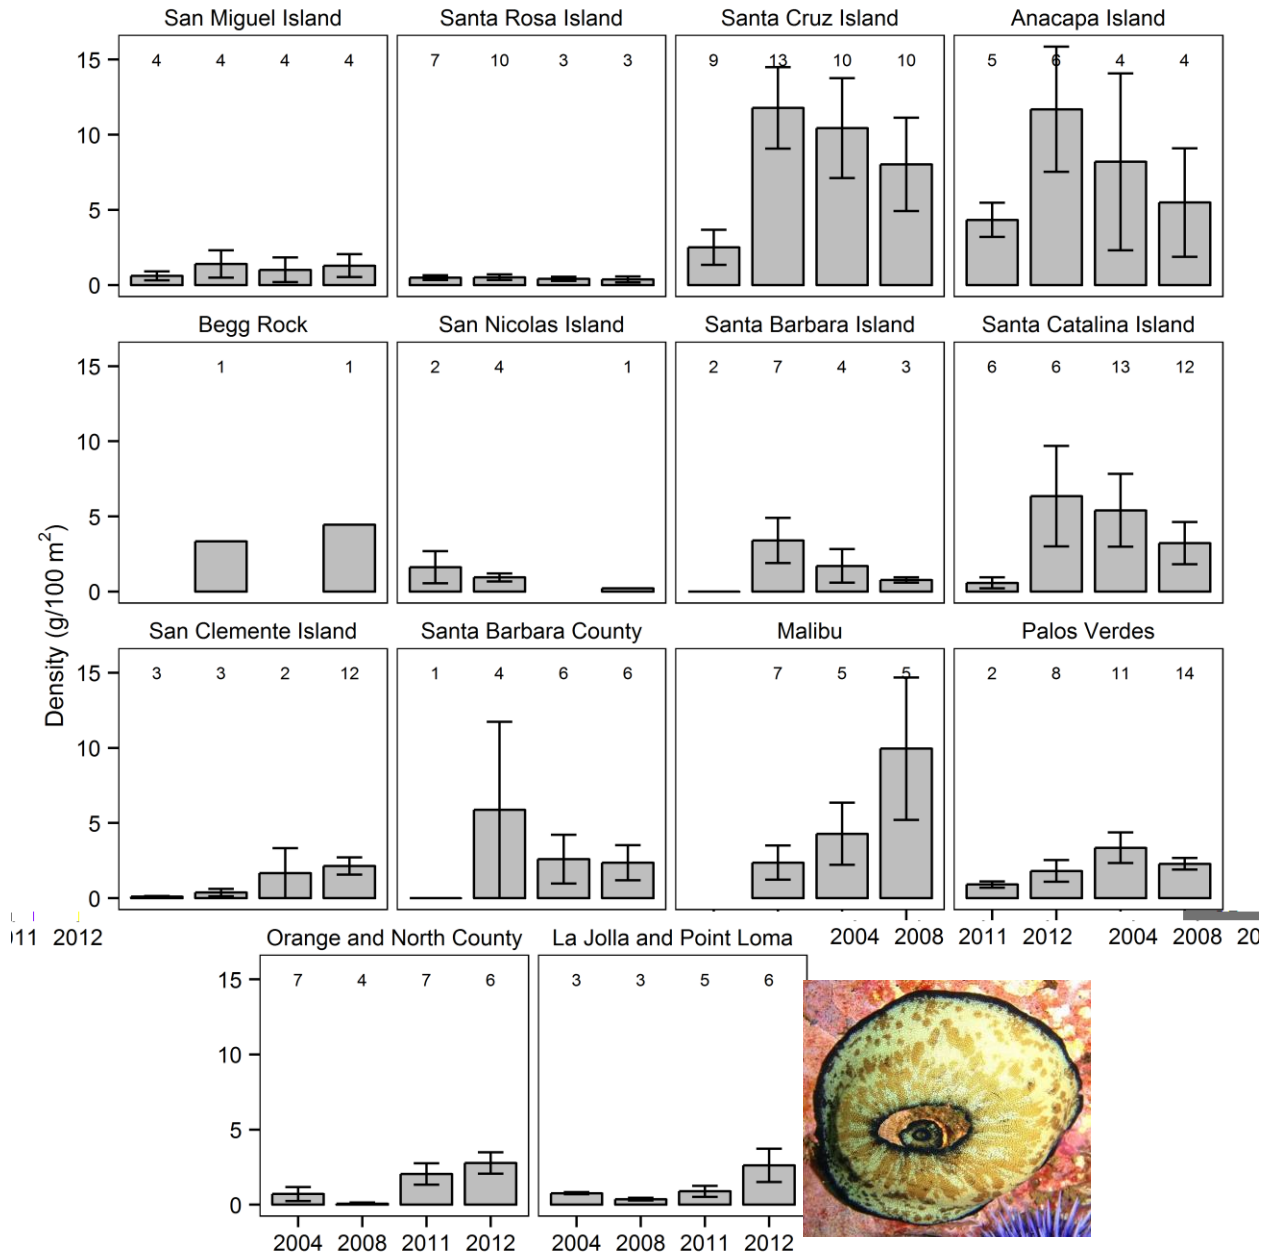 San Miguel Island Santa Rosa Island Santa Cruz Island Anacapa Island
15 4 4 4 4 7 10 3 3 9 13 10 10 5 6 4 4
10
5
0
Begg Rock San Nicolas Island Santa Barbara Island Santa Catalina Island
15 1 1 2 4 1 2 7 4 3 6 6 13 12
10
5
0
Density (g/100 m²)
San Clemente Island Santa Barbara County Malibu Palos Verdes
15 3 3 2 12 1 4 6 6 7 5 5 2 8 11 14
10
5
0
11 2012 2004 2008 2011 2012 2004 2008 20
Orange and North County La Jolla and Point Loma
15 7 4 7 6 3 3 5 6
10
5
0
2004 2008 2011 2012 2004 2008 2011 2012